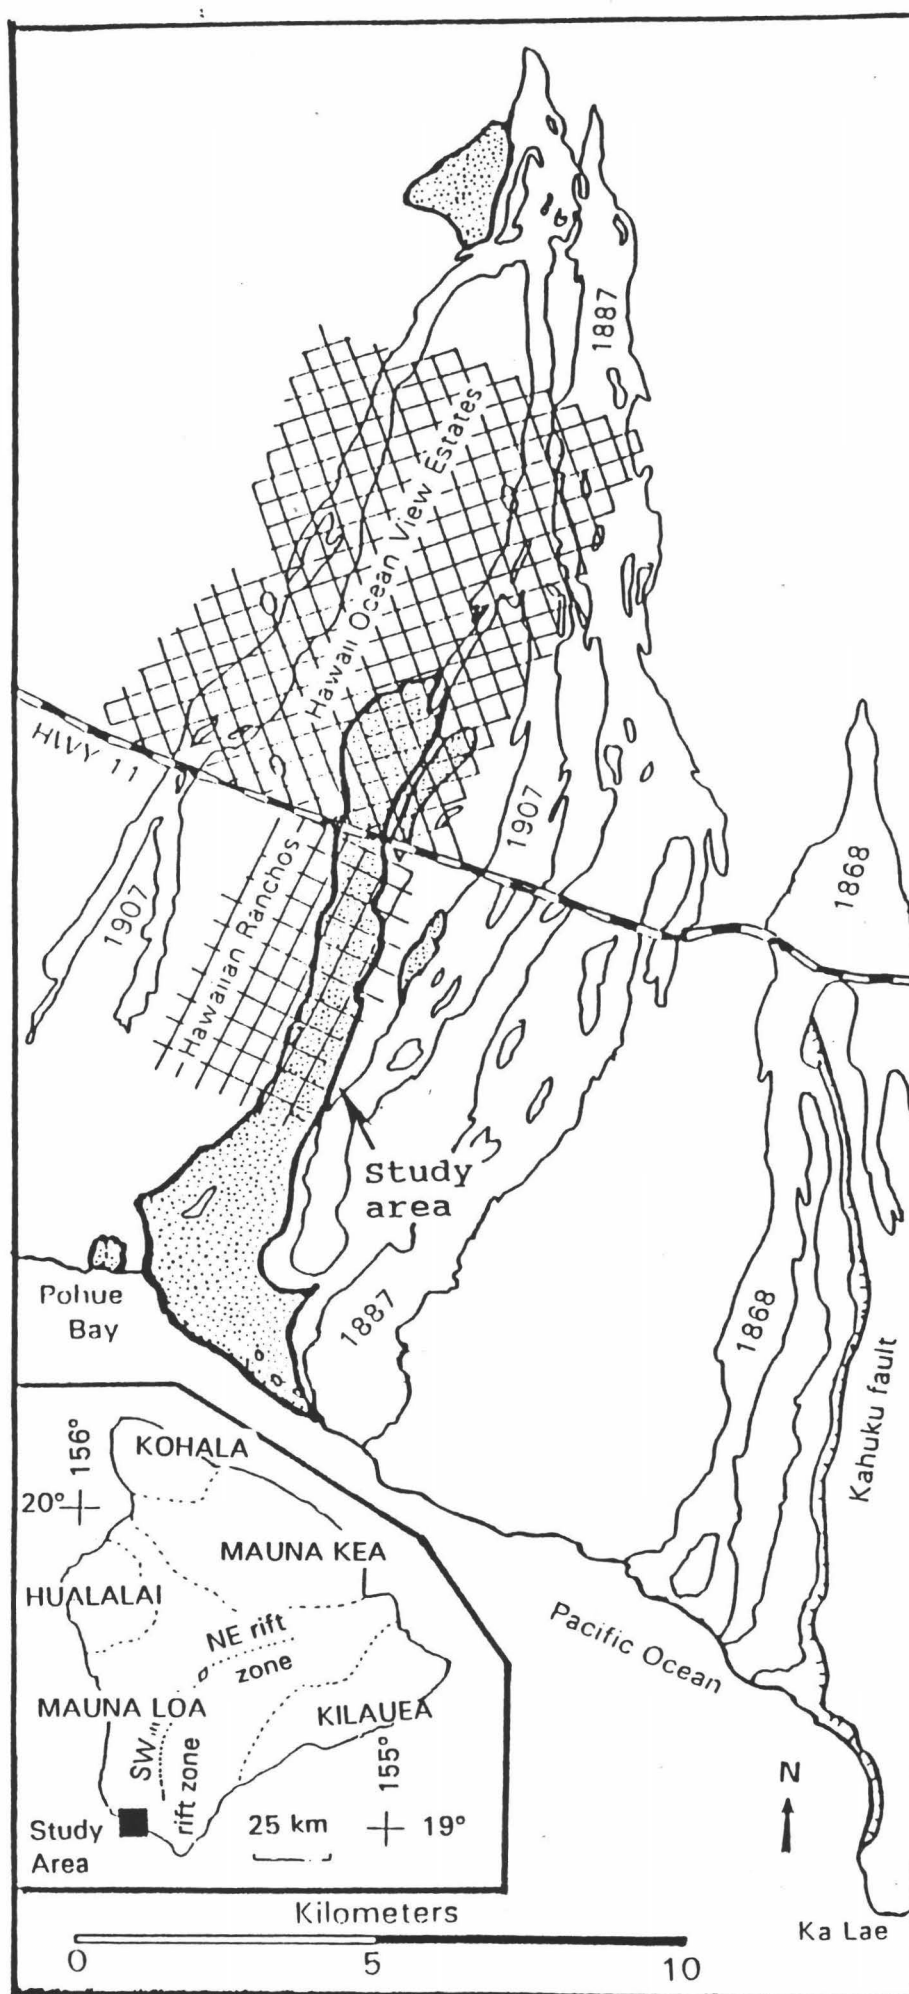 1887
Hawaii Ocean View Estates
HWY 11
1907
1868
1907
Hawaiian Ranchos
Study
area
Pohue
Bay
1887
1868
Kahuku fault
156°
KOHALA
20°
MAUNA KEA
HUALALAI
NE rift
zone
Pacific Ocean
MAUNA LOA
KILAUEA
SW
rift zone
155°
N
Study
Area
25 km
19°
Kilometers
Ka Lae
0
5
10